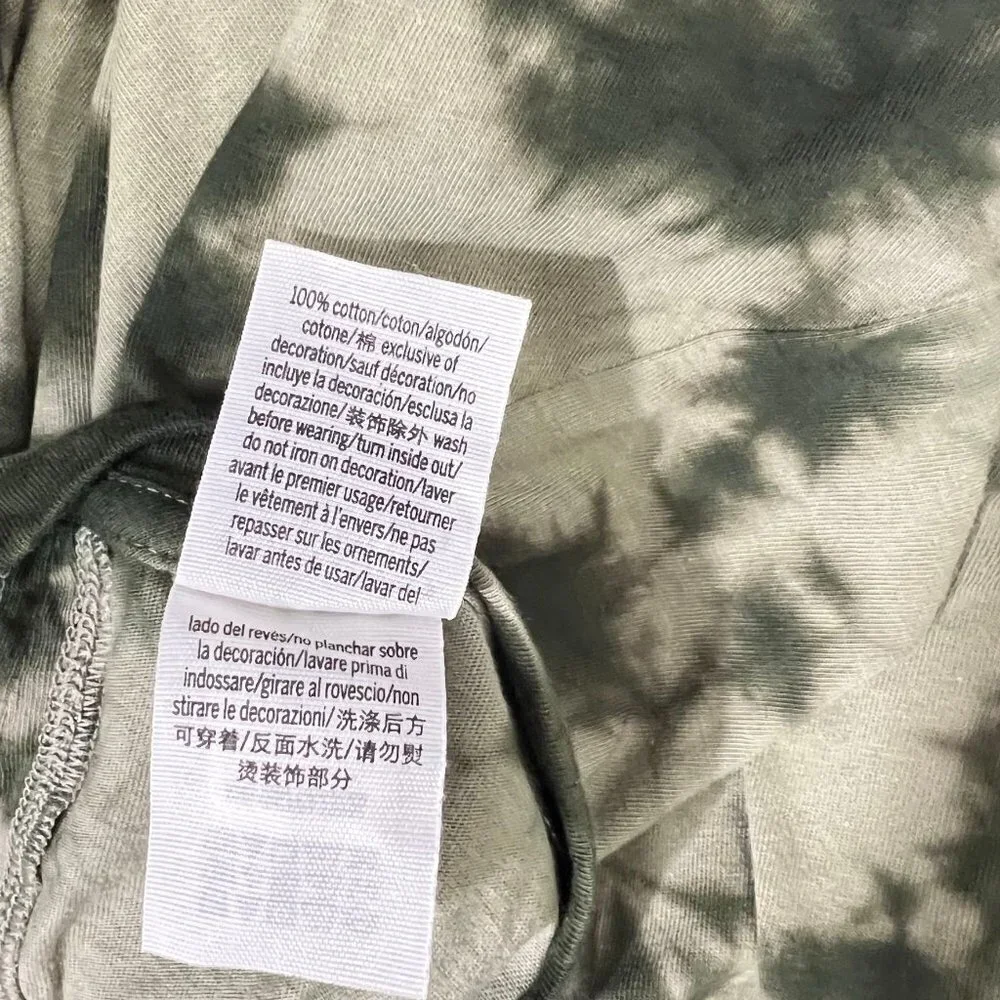 100% cotton/coton/algodón/
cotone/棉 exclusive of
decoration/sauf décoration/no
incluye la decoración/esclusa la
decorazione/装饰除外 wash
before wearing/turn inside out/
do not iron on decoration/laver
avant le premier usage/retourner
le vêtement à l'envers/ne pas
repasser sur les ornements/
lavar antes de usar/lavar del
lado del revés/no planchar sobre
la decoración/lavare prima di
indossare/girare al rovescio/non
stirare le decorazioni/洗涤后方
可穿着/反面水洗/请勿熨
烫装饰部分